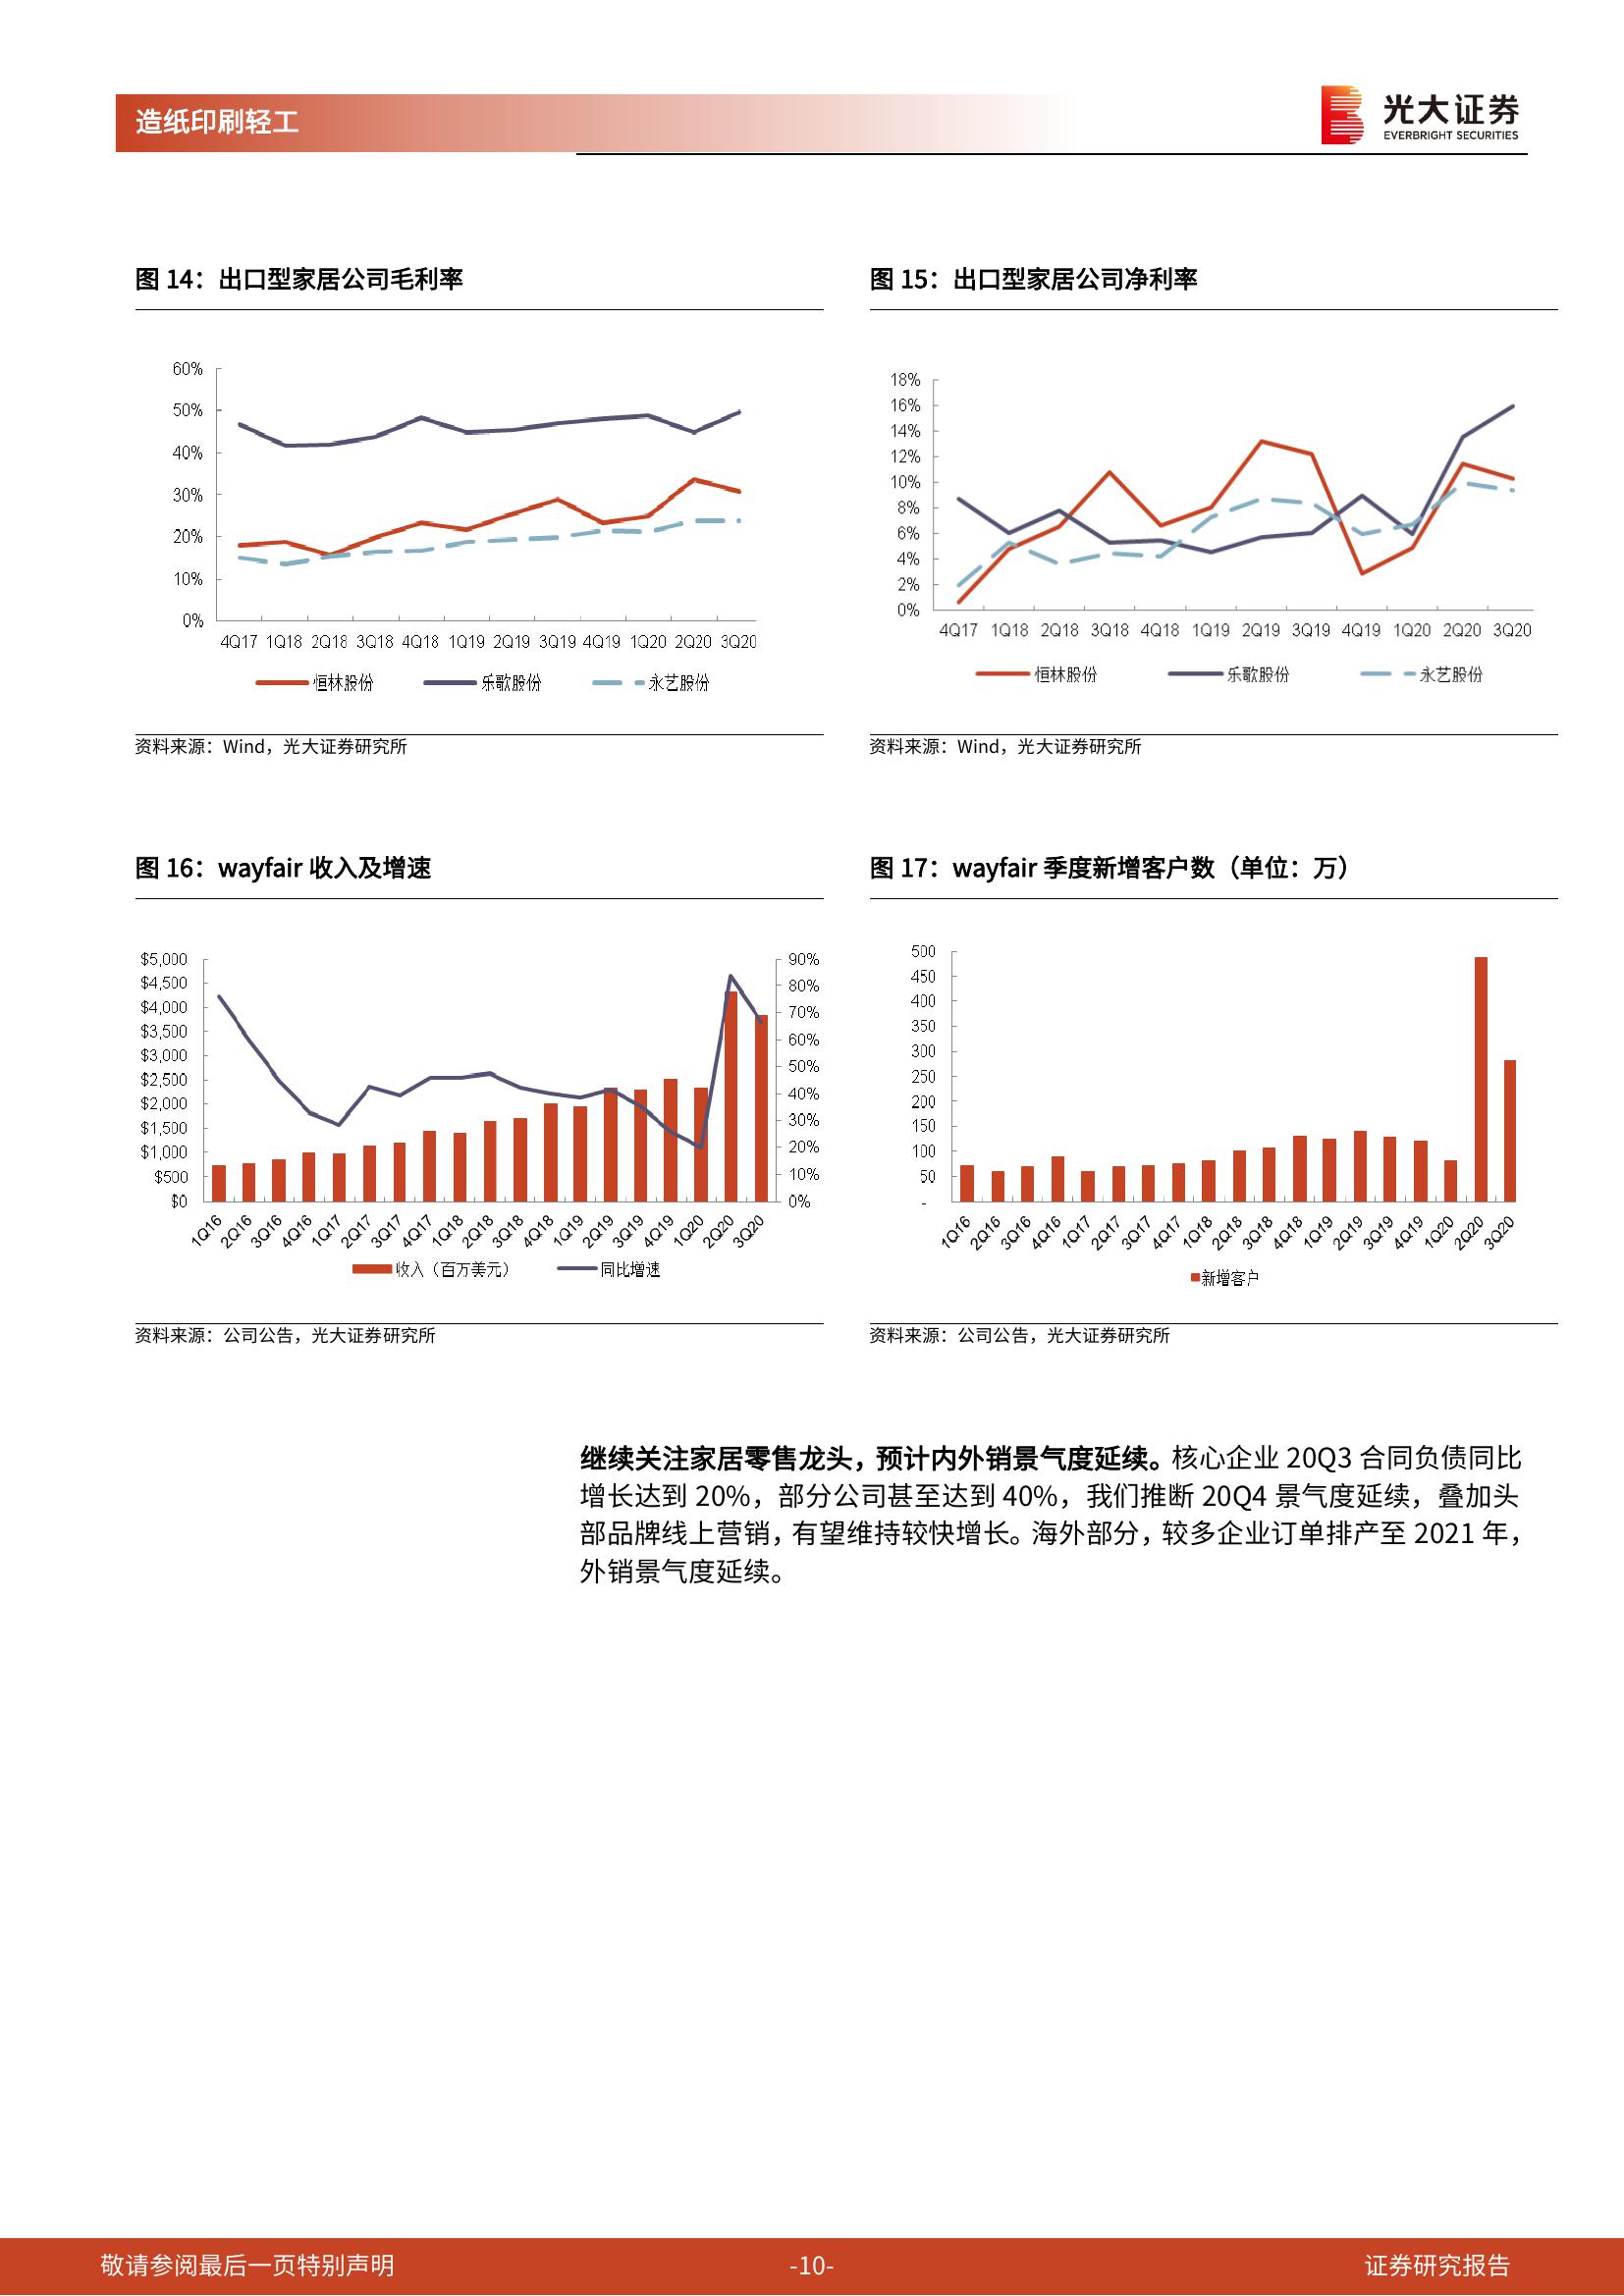 造纸印刷轻工
光大证券
EVERBRIGHT SECURITIES
图 14：出口型家居公司毛利率
60%
50%
40%
30%
20%
10%
0%
4Q17 1Q18 2Q18 3Q18 4Q18 1Q19 2Q19 3Q19 4Q19 1Q20 2Q20 3Q20
恒林股份 乐歌股份 永艺股份
资料来源：Wind，光大证券研究所
图 15：出口型家居公司净利率
18%
16%
14%
12%
10%
8%
6%
4%
2%
0%
4Q17 1Q18 2Q18 3Q18 4Q18 1Q19 2Q19 3Q19 4Q19 1Q20 2Q20 3Q20
恒林股份 乐歌股份 永艺股份
资料来源：Wind，光大证券研究所
图 16：wayfair 收入及增速
$5,000
$4,500
$4,000
$3,500
$3,000
$2,500
$2,000
$1,500
$1,000
$500
$0
90%
80%
70%
60%
50%
40%
30%
20%
10%
0%
1Q16 2Q16 3Q16 4Q16 1Q17 2Q17 3Q17 4Q17 1Q18 2Q18 3Q18 4Q18 1Q19 2Q19 3Q19 4Q19 1Q20 2Q20 3Q20
收入（百万美元） 同比增速
资料来源：公司公告，光大证券研究所
图 17：wayfair 季度新增客户数（单位：万）
500
450
400
350
300
250
200
150
100
50
-
1Q16 2Q16 3Q16 4Q16 1Q17 2Q17 3Q17 4Q17 1Q18 2Q18 3Q18 4Q18 1Q19 2Q19 3Q19 4Q19 1Q20 2Q20 3Q20
新增客户
资料来源：公司公告，光大证券研究所
继续关注家居零售龙头，预计内外销景气度延续。核心企业 20Q3 合同负债同比
增长达到 20%，部分公司甚至达到 40%，我们推断 20Q4 景气度延续，叠加头
部品牌线上营销，有望维持较快增长。海外部分，较多企业订单排产至 2021 年，
外销景气度延续。
敬请参阅最后一页特别声明
-10-
证券研究报告